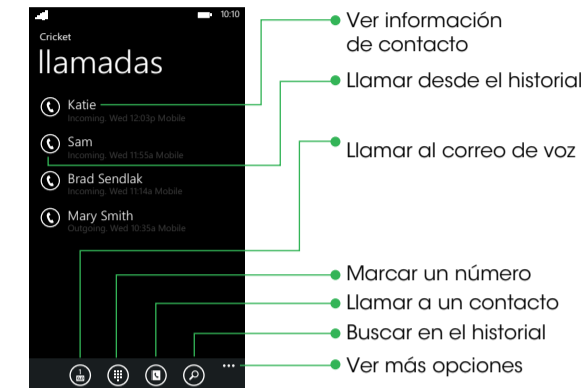 10:10
Cricket
llamadas
Katie
Incoming. Wed 12:03p Mobile
Sam
Incoming. Wed 11:55a Mobile
Brad Sendlak
Incoming. Wed 11:14a Mobile
Mary Smith
Outgoing. Wed 10:35a Mobile
1
...
Ver información
de contacto
Llamar desde el historial
Llamar al correo de voz
Marcar un número
Llamar a un contacto
Buscar en el historial
Ver más opciones